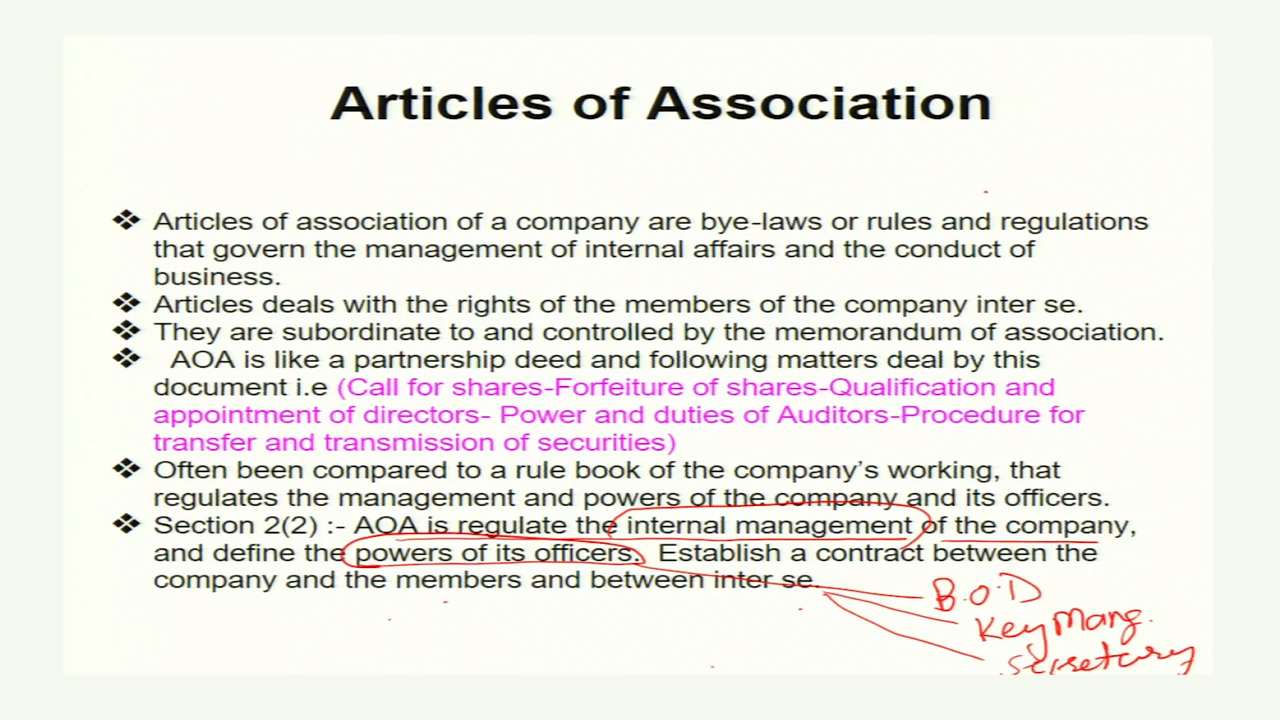 Articles of Association
❖ Articles of association of a company are bye-laws or rules and regulations
that govern the management of internal affairs and the conduct of
business.
❖ Articles deals with the rights of the members of the company inter se.
❖ They are subordinate to and controlled by the memorandum of association.
❖ AOA is like a partnership deed and following matters deal by this
document i.e (Call for shares-Forfeiture of shares-Qualification and
appointment of directors- Power and duties of Auditors-Procedure for
transfer and transmission of securities)
❖ Often been compared to a rule book of the company’s working, that
regulates the management and powers of the company and its officers.
❖ Section 2(2) :- AOA is regulate the internal management of the company,
and define the powers of its officers. Establish a contract between the
company and the members and between inter se.
B.O.D
Key Mang.
Secretary